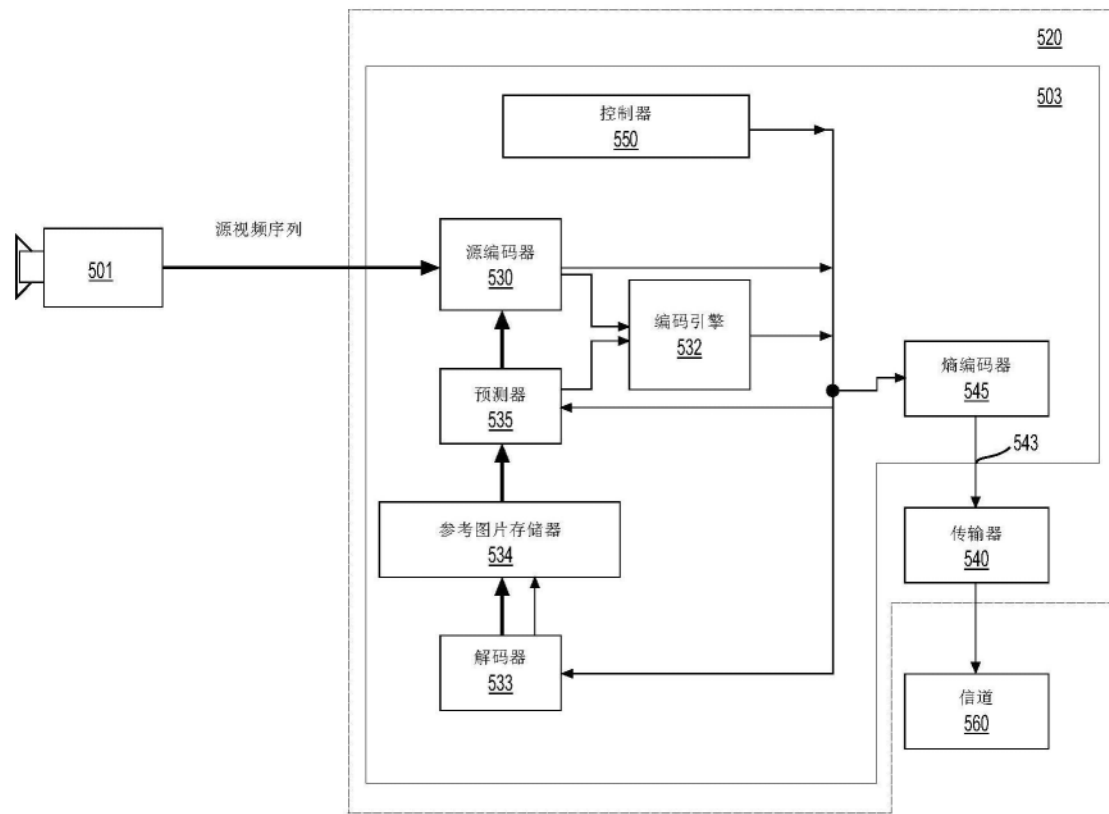 520
503
控制器
550
源视频序列
501
源编码器
530
编码引擎
532
熵编码器
545
预测器
535
543
参考图片存储器
534
传输器
540
解码器
533
信道
560